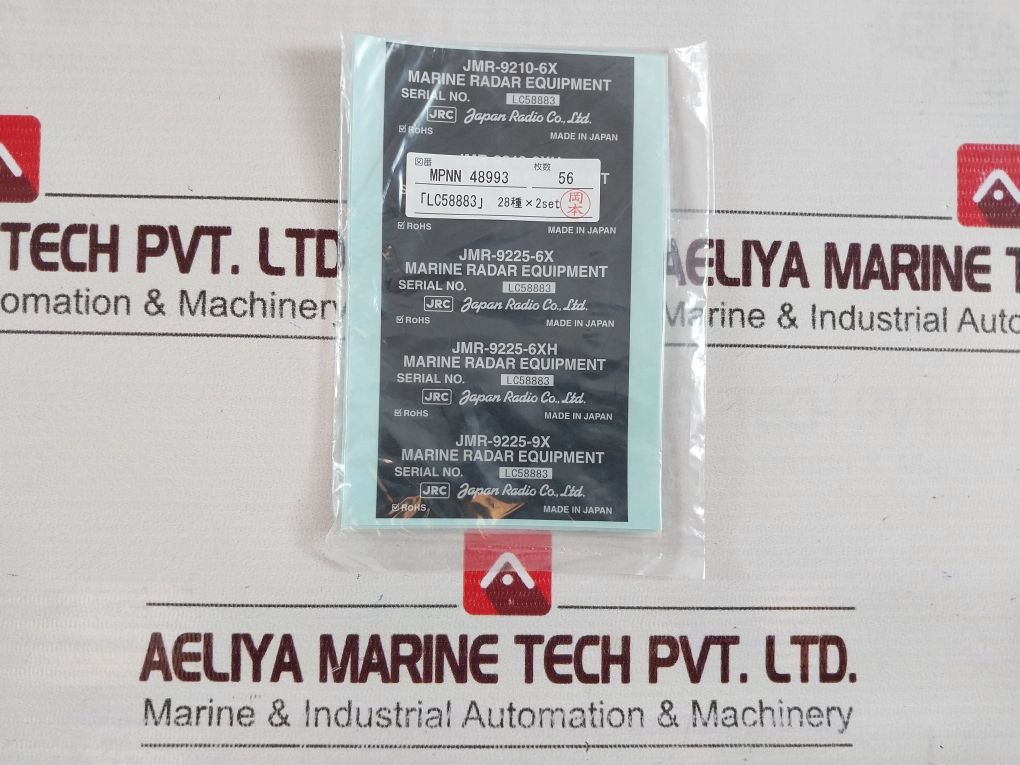 JMR-9210-6X
MARINE RADAR EQUIPMENT
SERIAL NO. LC58883
JRC Japan Radio Co., Ltd.
RoHS MADE IN JAPAN
図番 枚数
MPNN 48993 56
「LC58883」 28種×2set 岡本
RoHS MADE IN JAPAN
JMR-9225-6X
MARINE RADAR EQUIPMENT
SERIAL NO. LC58883
JRC Japan Radio Co., Ltd.
RoHS MADE IN JAPAN
JMR-9225-6XH
MARINE RADAR EQUIPMENT
SERIAL NO. LC58883
JRC Japan Radio Co., Ltd.
RoHS MADE IN JAPAN
JMR-9225-9X
MARINE RADAR EQUIPMENT
SERIAL NO. LC58883
JRC Japan Radio Co., Ltd.
RoHS MADE IN JAPAN
TECH PVT. LTD
omation & Machinery
AELIYA MARINE T
Marine & Industrial Auto
AELIYA MARINE TECH PVT. LTD.
Marine & Industrial Automation & Machinery